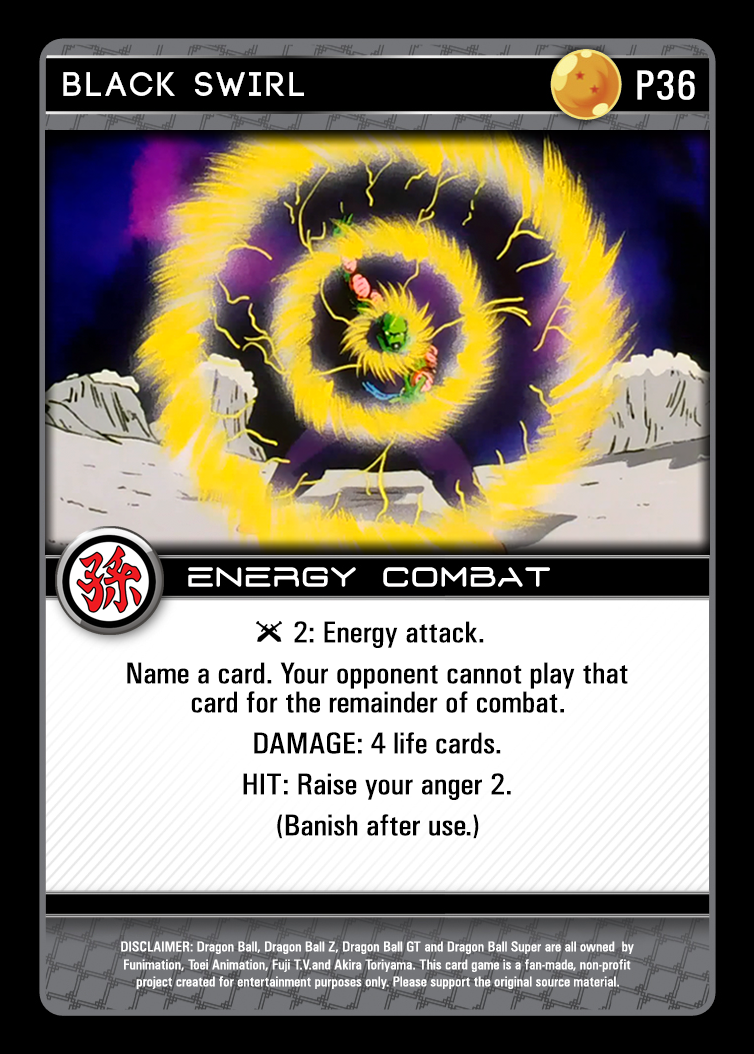 BLACK SWIRL
P36
孫
ENERGY COMBAT
2: Energy attack.
Name a card. Your opponent cannot play that
card for the remainder of combat.
DAMAGE: 4 life cards.
HIT: Raise your anger 2.
(Banish after use.)
DISCLAIMER: Dragon Ball, Dragon Ball Z, Dragon Ball GT and Dragon Ball Super are all owned by
Funimation, Toei Animation, Fuji T.V.and Akira Toriyama. This card game is a fan-made, non-profit
project created for entertainment purposes only. Please support the original source material.